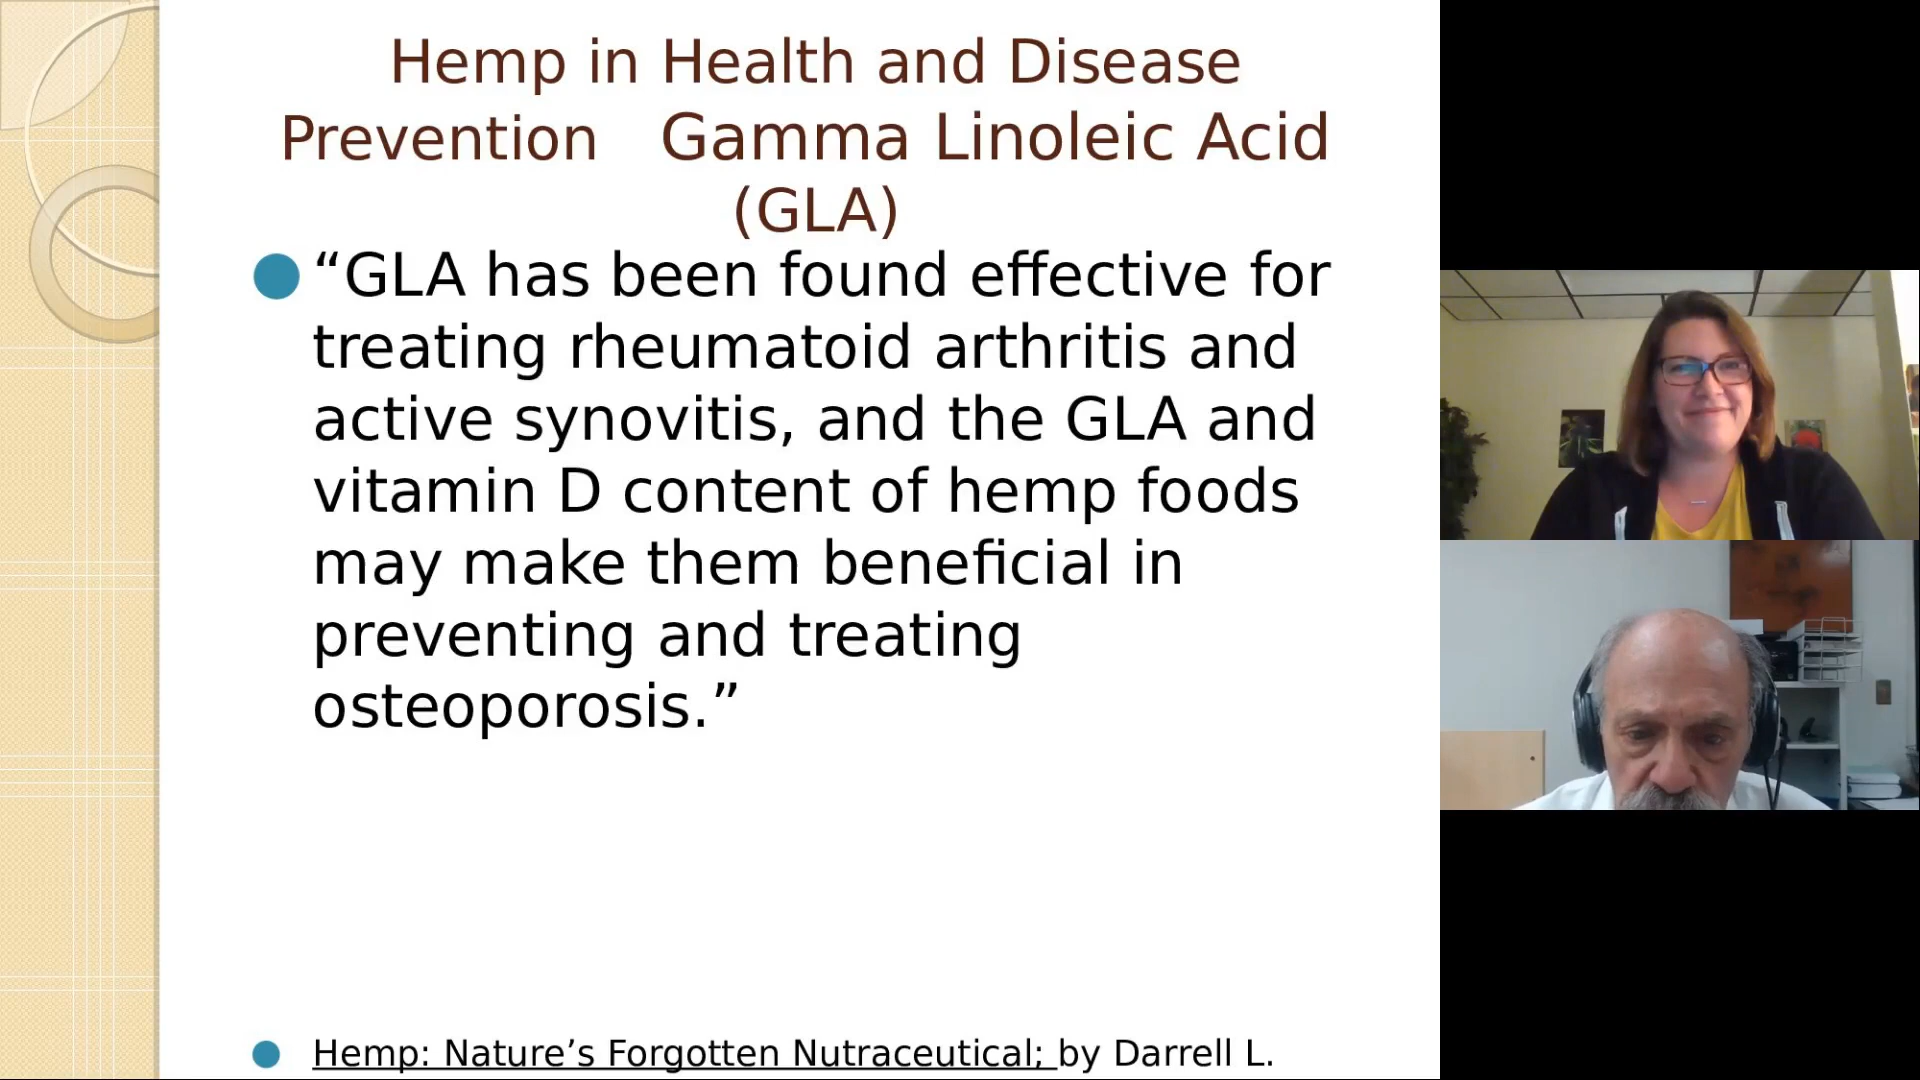 Hemp in Health and Disease
Prevention Gamma Linoleic Acid
(GLA)
“GLA has been found effective for
treating rheumatoid arthritis and
active synovitis, and the GLA and
vitamin D content of hemp foods
may make them beneficial in
preventing and treating
osteoporosis.”
Hemp: Nature’s Forgotten Nutraceutical; by Darrell L.